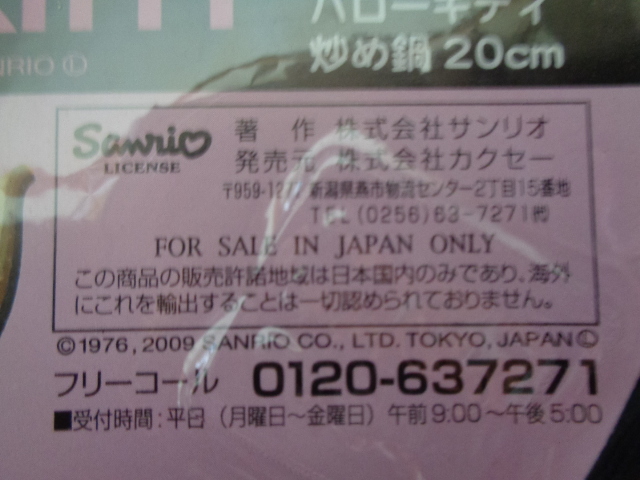 ハローキティ
NRIO Ⓛ
炒め鍋 20cm
Sanrio 著作 株式会社サンリオ
LICENSE 発売元 株式会社カクセー
新潟県燕市物流センター2丁目15番地
TEL (0256)63-7271㈹
FOR SALE IN JAPAN ONLY
この商品の販売許諾地域は日本国内のみであり、海外
にこれを輸出することは一切認められておりません。
©1976, 2009 SANRIO CO., LTD. TOKYO, JAPANⓁ
フリーコール 0120-637271
■受付時間:平日(月曜日~金曜日)午前9:00~午後5:00